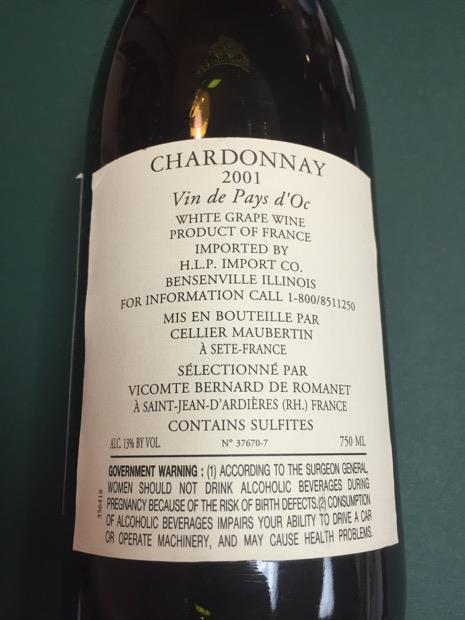 CHARDONNAY
2001
Vin de Pays d'Oc
WHITE GRAPE WINE
PRODUCT OF FRANCE
IMPORTED BY
H.L.P. IMPORT CO.
BENSENVILLE ILLINOIS
FOR INFORMATION CALL 1-800/8511250
MIS EN BOUTEILLE PAR
CELLIER MAUBERTIN
À SETE-FRANCE
SÉLECTIONNÉ PAR
VICOMTE BERNARD DE ROMANET
À SAINT-JEAN-D'ARDIÈRES (RH.) FRANCE
CONTAINS SULFITES
ALC. 13% BY VOL. N° 37670-7 750 ML
GOVERNMENT WARNING : (1) ACCORDING TO THE SURGEON GENERAL,
WOMEN SHOULD NOT DRINK ALCOHOLIC BEVERAGES DURING
PREGNANCY BECAUSE OF THE RISK OF BIRTH DEFECTS.(2) CONSUMPTION
OF ALCOHOLIC BEVERAGES IMPAIRS YOUR ABILITY TO DRIVE A CAR
OR OPERATE MACHINERY, AND MAY CAUSE HEALTH PROBLEMS.
356418